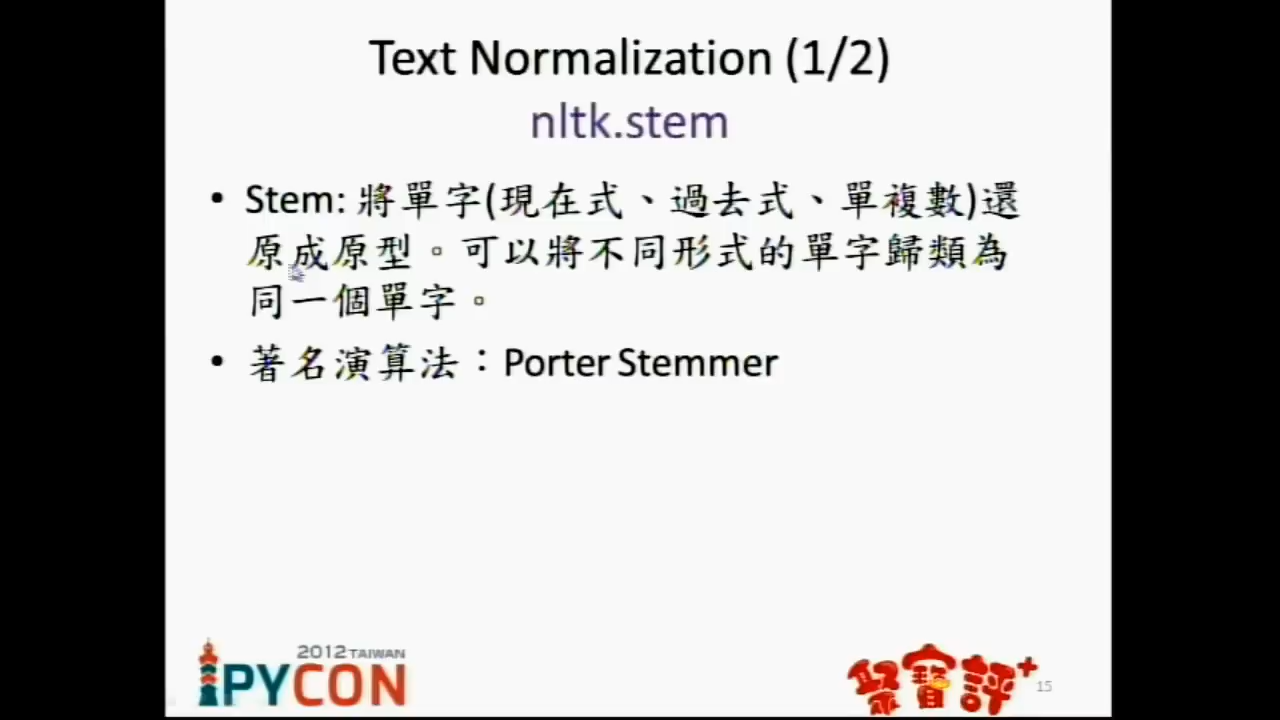 Text Normalization (1/2)
nltk.stem
• Stem: 將單字(現在式、過去式、單複數)還
原成原型。可以將不同形式的單字歸類為
同一個單字。
• 著名演算法：Porter Stemmer
2012 TAIWAN
PYCON
聚寶評+
15